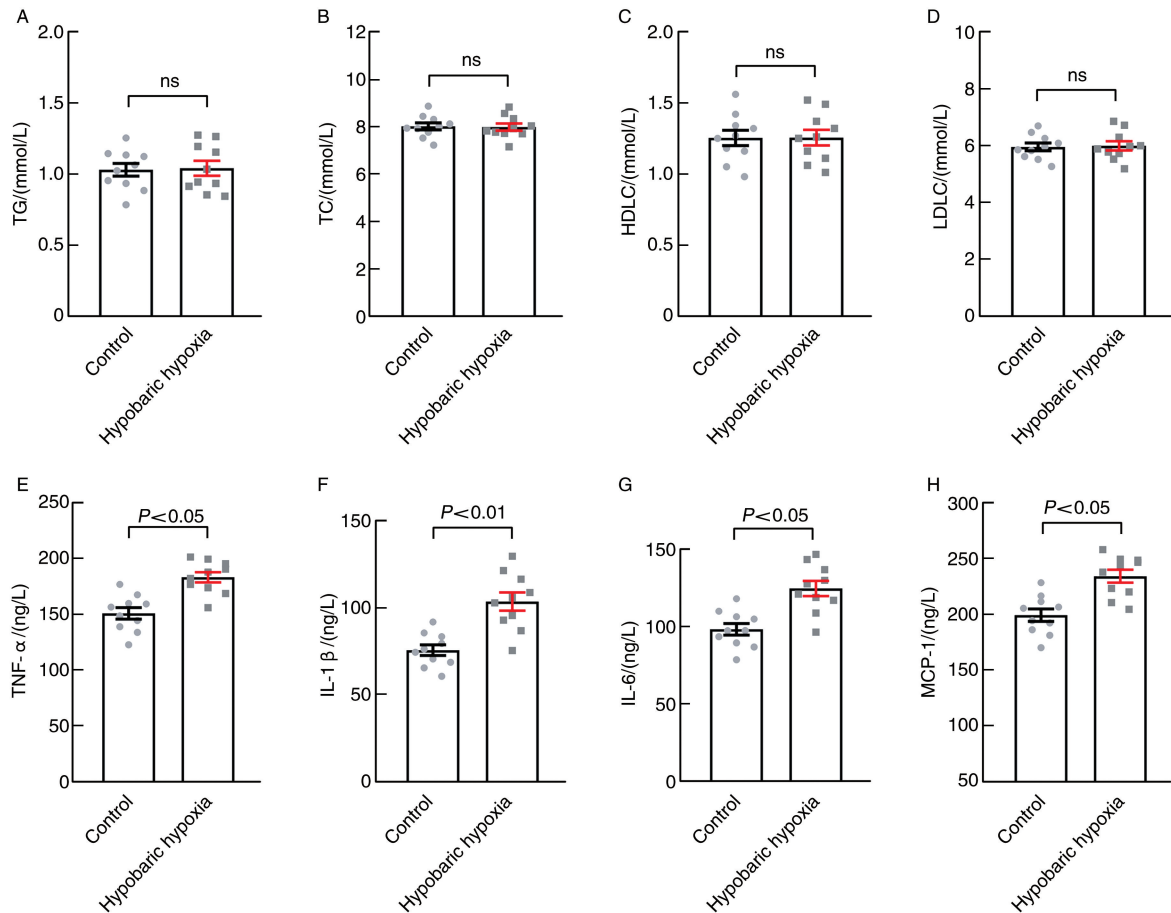 A
TG/(mmol/L)
2.0
1.5
1.0
0.5
0
ns
Control
Hypobaric hypoxia
B
TC/(mmol/L)
12
10
8
6
4
2
0
ns
Control
Hypobaric hypoxia
C
HDLC/(mmol/L)
2.0
1.5
1.0
0.5
0
ns
Control
Hypobaric hypoxia
D
LDLC/(mmol/L)
10
8
6
4
2
0
ns
Control
Hypobaric hypoxia
E
TNF-α/(ng/L)
250
200
150
100
50
0
P<0.05
Control
Hypobaric hypoxia
F
IL-1β/(ng/L)
150
100
50
0
P<0.01
Control
Hypobaric hypoxia
G
IL-6/(ng/L)
150
100
50
0
P<0.05
Control
Hypobaric hypoxia
H
MCP-1/(ng/L)
300
250
200
150
100
50
P<0.05
Control
Hypobaric hypoxia